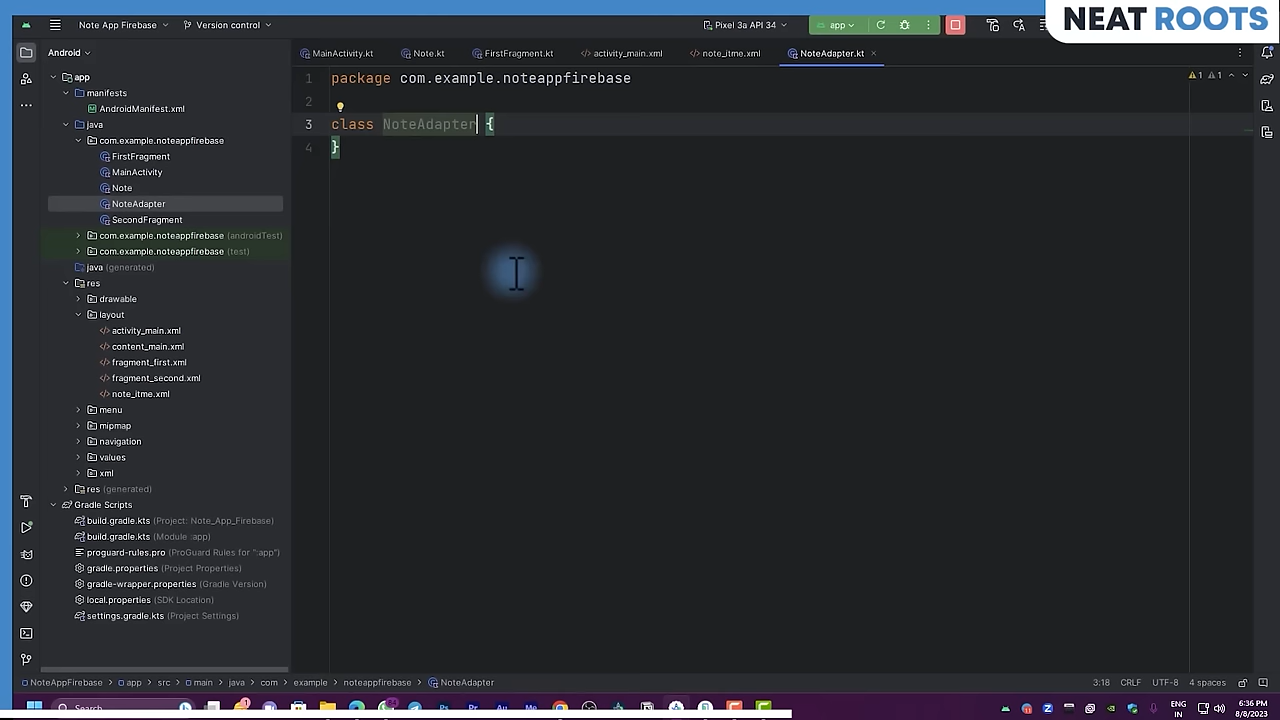 NEAT ROOTS
Note App Firebase
Version control
Pixel 3a API 34
app
Android
MainActivity.kt
Note.kt
FirstFragment.kt
activity_main.xml
note_itme.xml
NoteAdapter.kt
1 package com.example.noteappfirebase
2
3 class NoteAdapter {
4 }
1 1
app
manifests
AndroidManifest.xml
java
com.example.noteappfirebase
FirstFragment
MainActivity
Note
NoteAdapter
SecondFragment
com.example.noteappfirebase (androidTest)
com.example.noteappfirebase (test)
java (generated)
res
drawable
layout
activity_main.xml
content_main.xml
fragment_first.xml
fragment_second.xml
note_itme.xml
menu
mipmap
navigation
values
xml
res (generated)
Gradle Scripts
build.gradle.kts (Project: Note_App_Firebase)
build.gradle.kts (Module :app)
proguard-rules.pro (ProGuard Rules for ":app")
gradle.properties (Project Properties)
gradle-wrapper.properties (Gradle Version)
local.properties (SDK Location)
settings.gradle.kts (Project Settings)
NoteAppFirebase > app > src > main > java > com > example > noteappfirebase > NoteAdapter
3:18 CRLF UTF-8 4 spaces
Search
ENG
IN
6:36 PM
8/8/2023